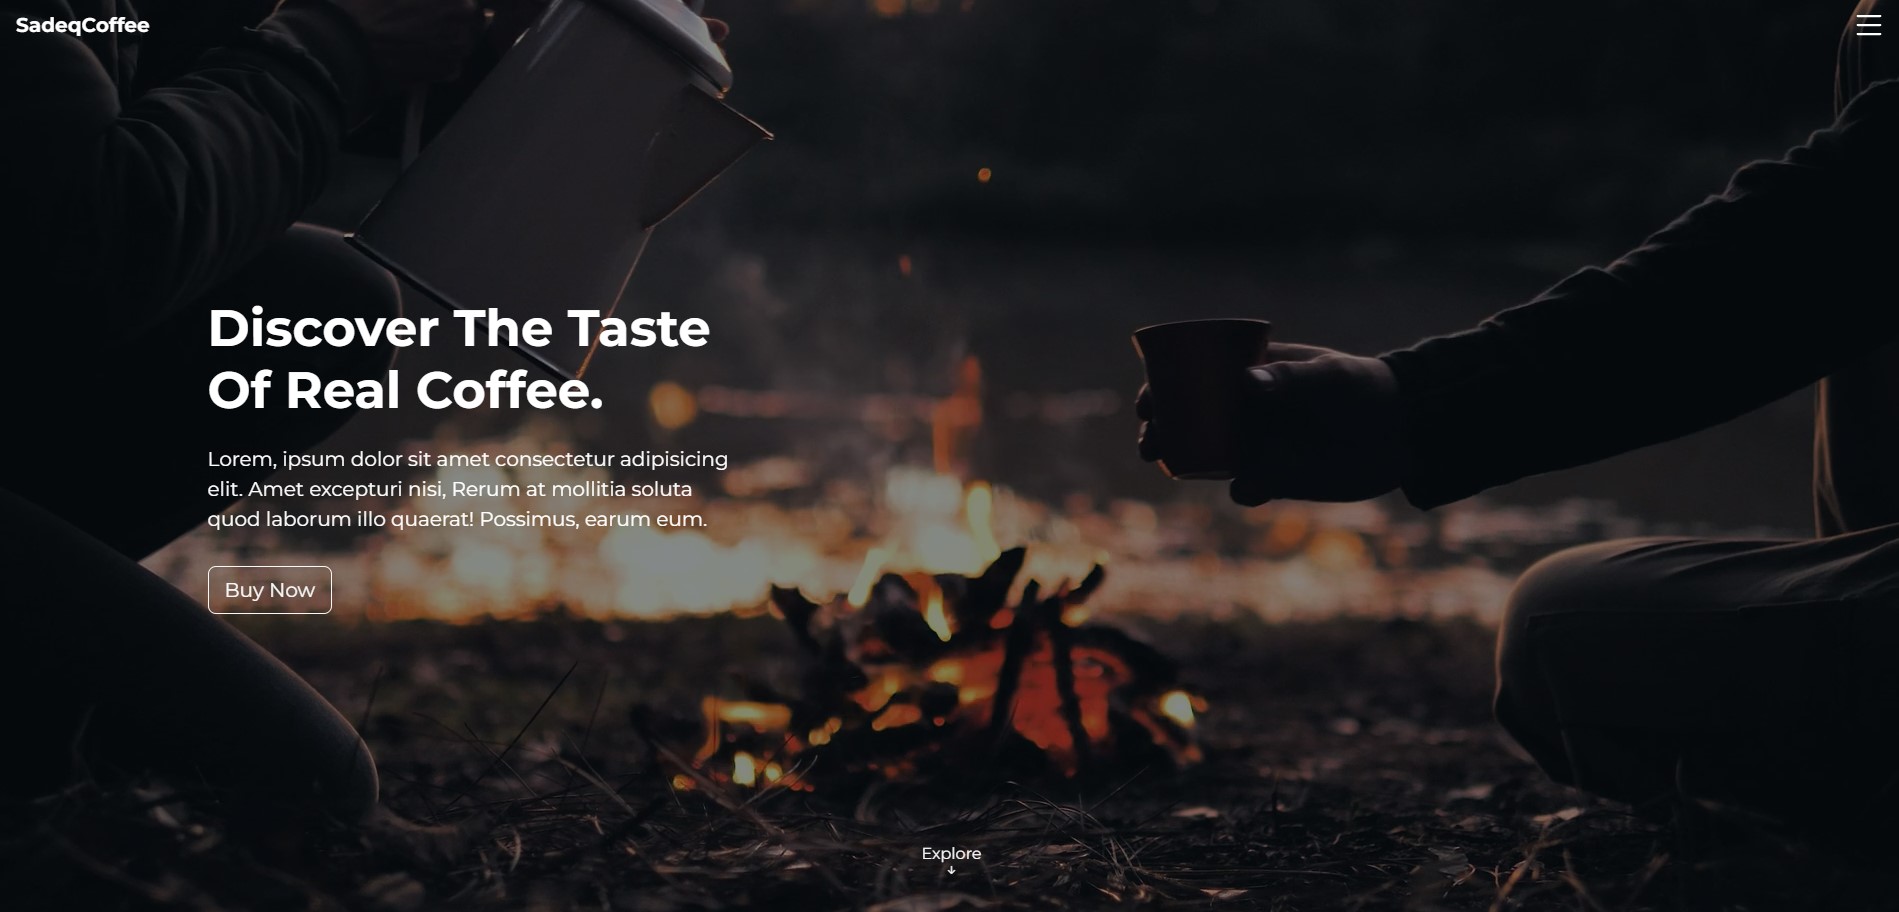 SadeqCoffee
Discover The Taste
Of Real Coffee.
Lorem, ipsum dolor sit amet consectetur adipisicing
elit. Amet excepturi nisi, Rerum at mollitia soluta
quod laborum illo quaerat! Possimus, earum eum.
Buy Now
Explore
↓